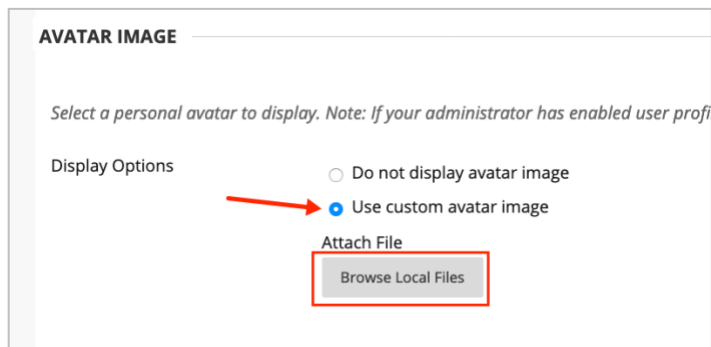 AVATAR IMAGE
Select a personal avatar to display. Note: If your administrator has enabled user profi
Display Options
Do not display avatar image
Use custom avatar image
Attach File
Browse Local Files